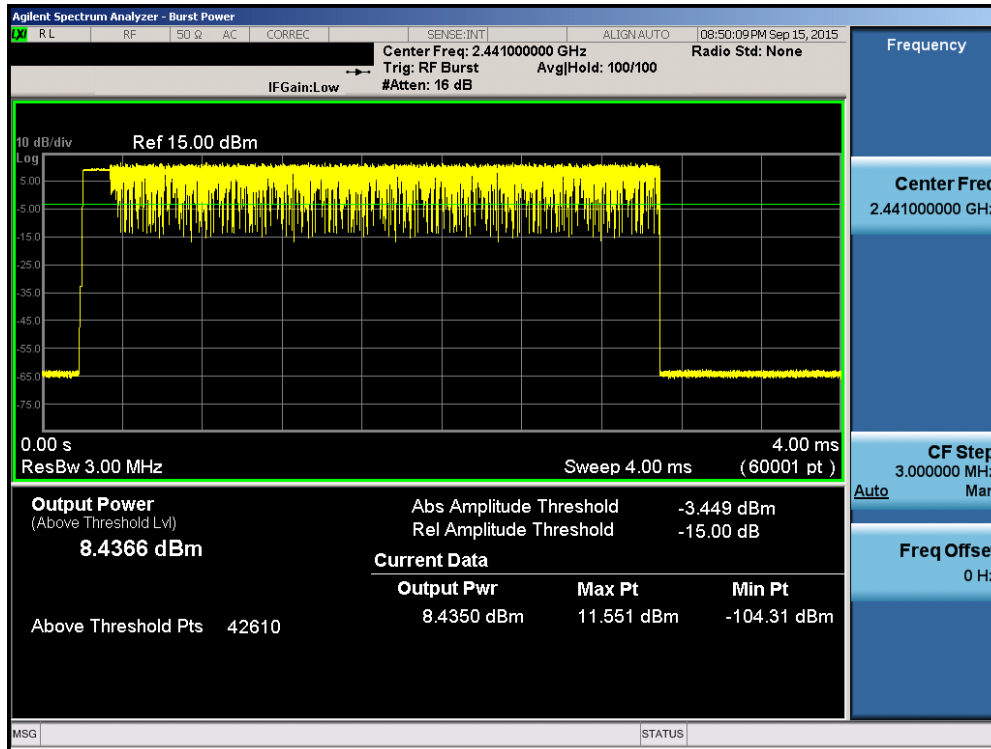 Agilent Spectrum Analyzer - Burst Power
LXI RL RF 50 Ω AC CORREC SENSE:INT ALIGNAUTO 08:50:09PM Sep 15, 2015
Center Freq: 2.441000000 GHz Radio Std: None
Trig: RF Burst Avg|Hold: 100/100
IFGain:Low #Atten: 16 dB
10 dB/div Ref 15.00 dBm
Log
5.00
-5.00
-15.0
-25.0
-35.0
-45.0
-55.0
-65.0
-75.0
0.00 s 4.00 ms
ResBw 3.00 MHz Sweep 4.00 ms (60001 pt)
Output Power
(Above Threshold Lvl)
8.4366 dBm
Above Threshold Pts 42610
Abs Amplitude Threshold -3.449 dBm
Rel Amplitude Threshold -15.00 dB
Current Data
Output Pwr Max Pt Min Pt
8.4350 dBm 11.551 dBm -104.31 dBm
Frequency
Center Freq
2.441000000 GHz
CF Step
3.000000 MHz
Auto Man
Freq Offset
0 Hz
MSG STATUS